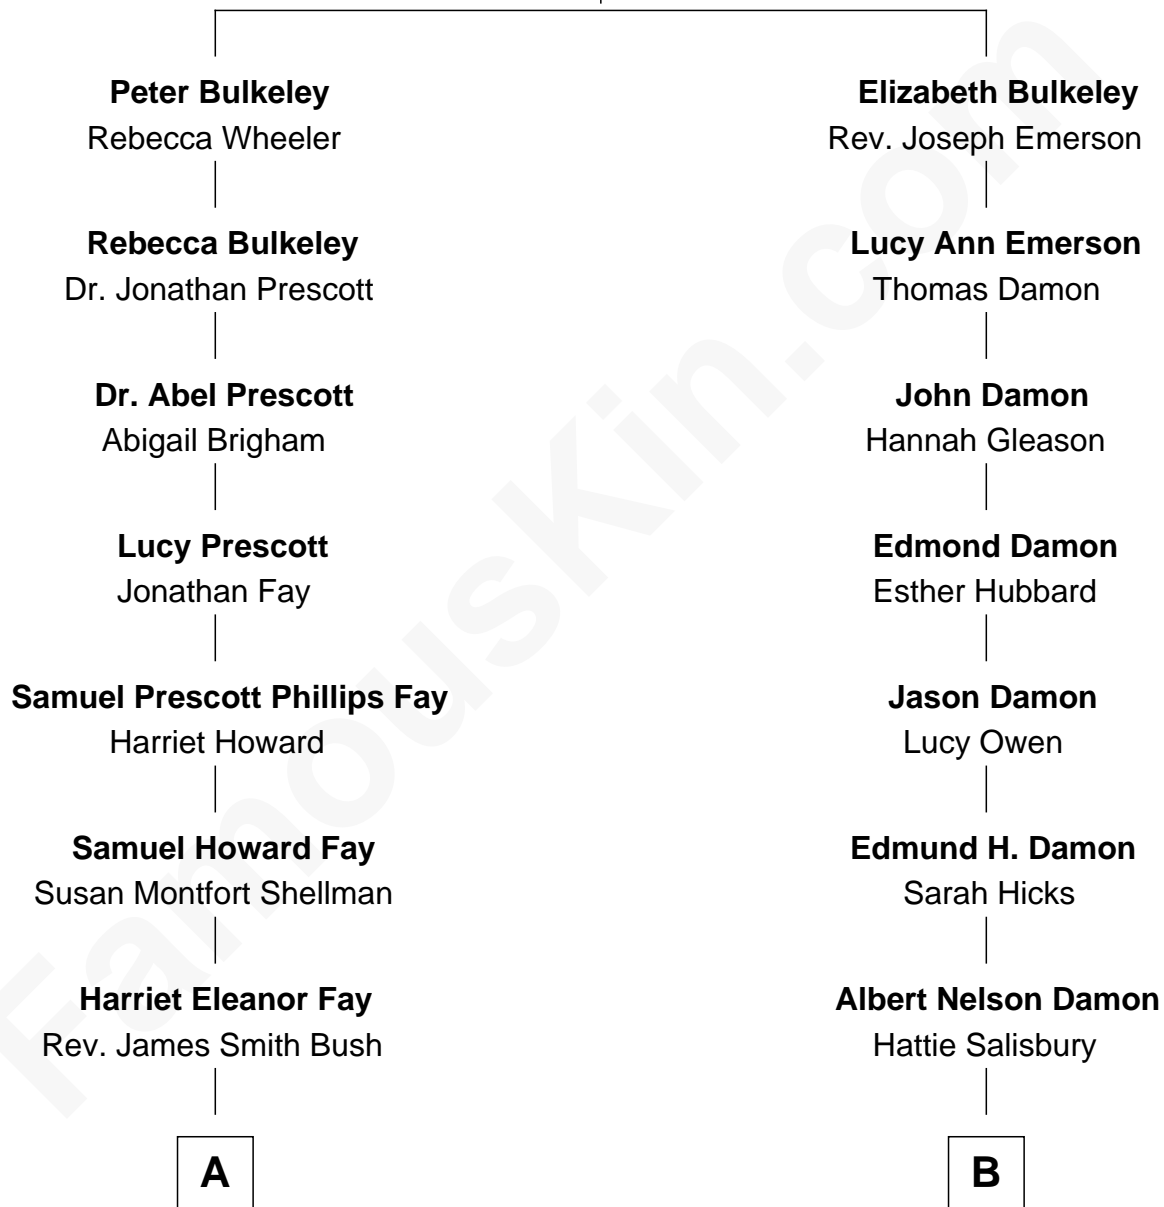 Peter Bulkeley
Rebecca Wheeler
Rebecca Bulkeley
Dr. Jonathan Prescott
Dr. Abel Prescott
Abigail Brigham
Lucy Prescott
Jonathan Fay
Samuel Prescott Phillips Fay
Harriet Howard
Samuel Howard Fay
Susan Montfort Shellman
Harriet Eleanor Fay
Rev. James Smith Bush
A
Elizabeth Bulkeley
Rev. Joseph Emerson
Lucy Ann Emerson
Thomas Damon
John Damon
Hannah Gleason
Edmond Damon
Esther Hubbard
Jason Damon
Lucy Owen
Edmund H. Damon
Sarah Hicks
Albert Nelson Damon
Hattie Salisbury
B
FamousKin.com